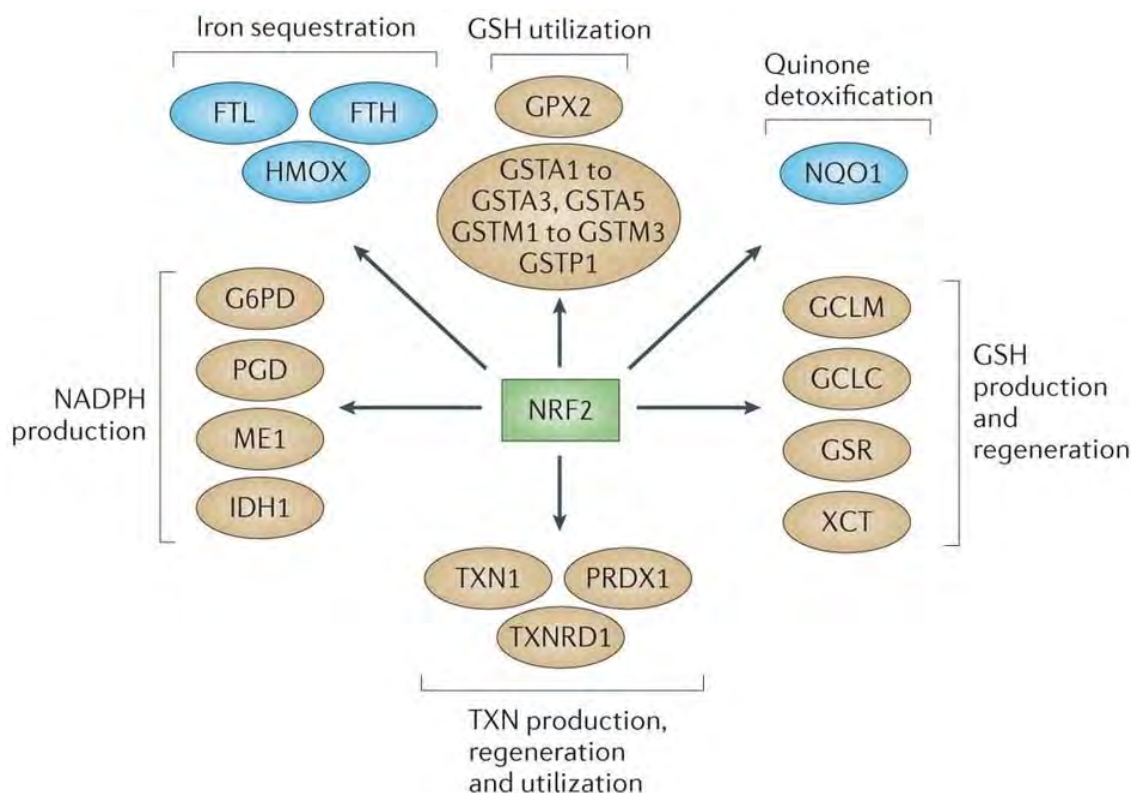 Iron sequestration
FTL
FTH
HMOX
GSH utilization
GPX2
GSTA1 to
GSTA3, GSTA5
GSTM1 to GSTM3
GSTP1
Quinone
detoxification
NQO1
NADPH
production
G6PD
PGD
ME1
IDH1
NRF2
GCLM
GCLC
GSR
XCT
GSH
production
and
regeneration
TXN1
PRDX1
TXNRD1
TXN production,
regeneration
and utilization